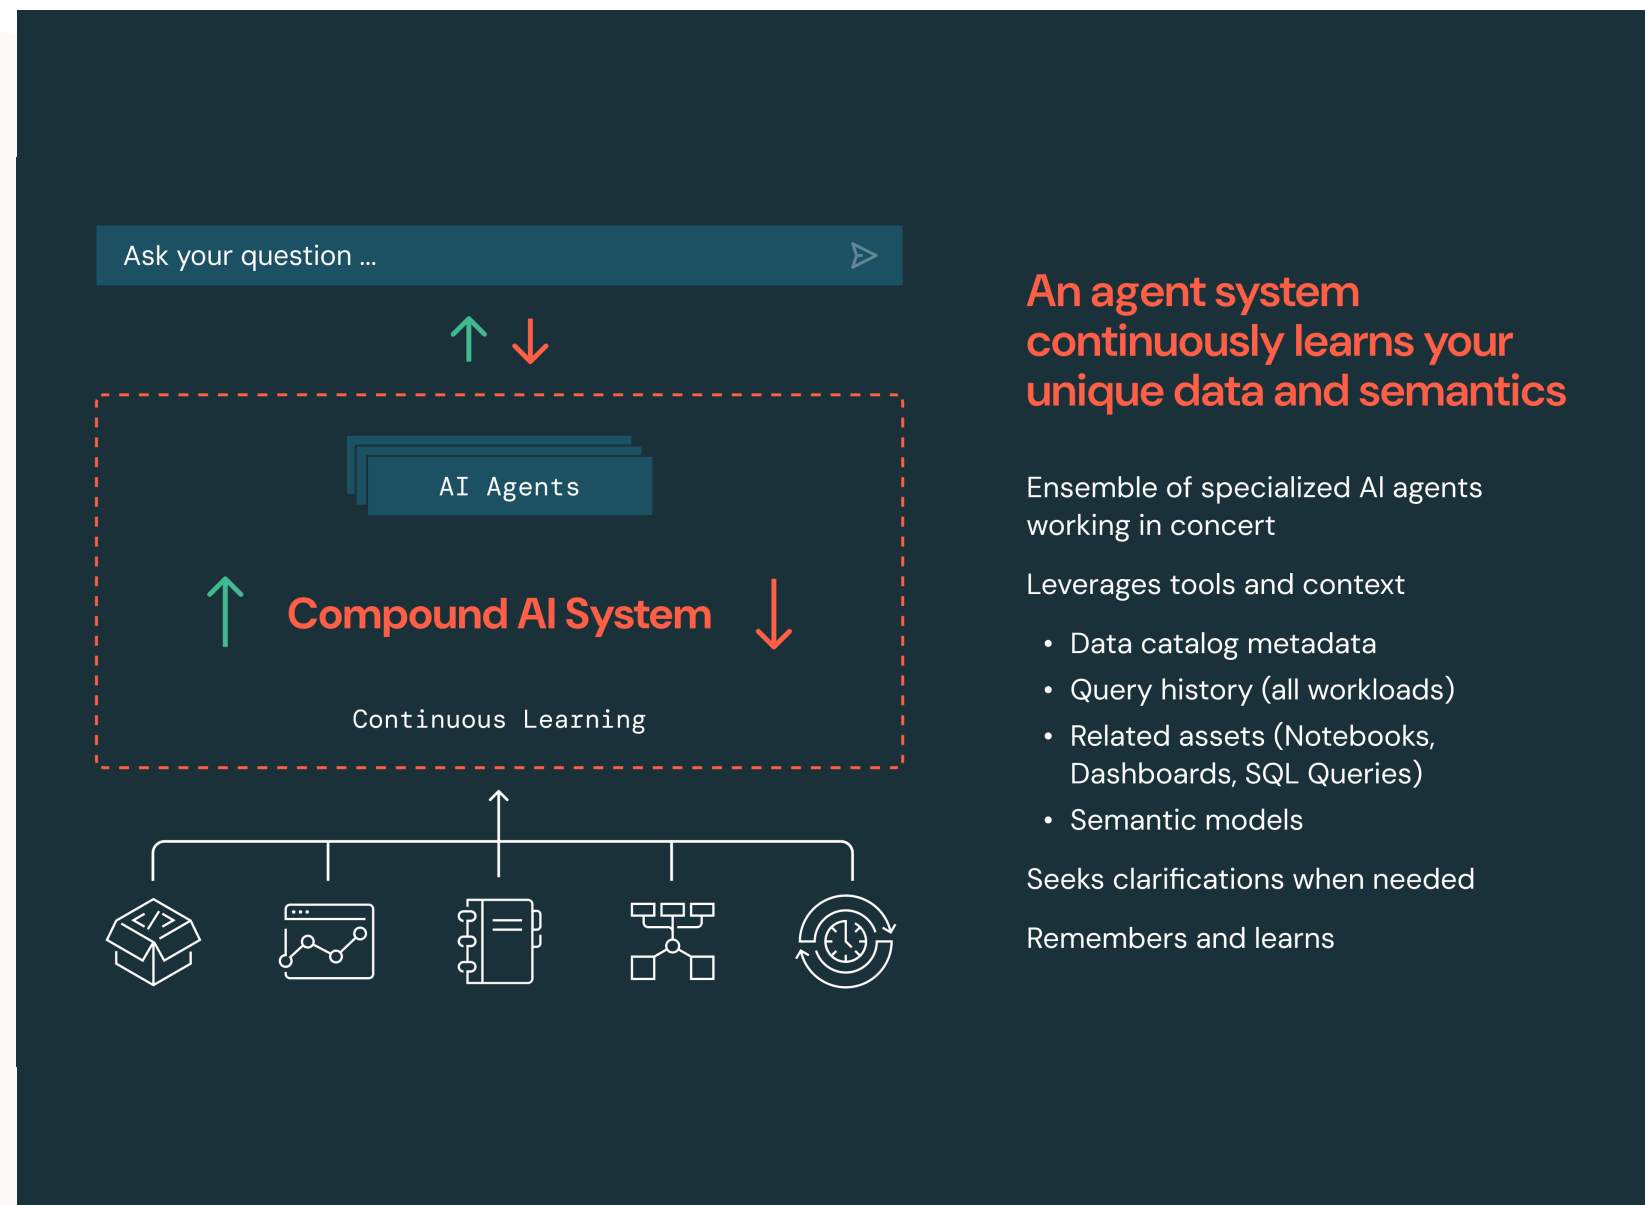 Ask your question ...
AI Agents
Compound AI System
Continuous Learning
An agent system
continuously learns your
unique data and semantics
Ensemble of specialized AI agents
working in concert
Leverages tools and context
• Data catalog metadata
• Query history (all workloads)
• Related assets (Notebooks,
Dashboards, SQL Queries)
• Semantic models
Seeks clarifications when needed
Remembers and learns